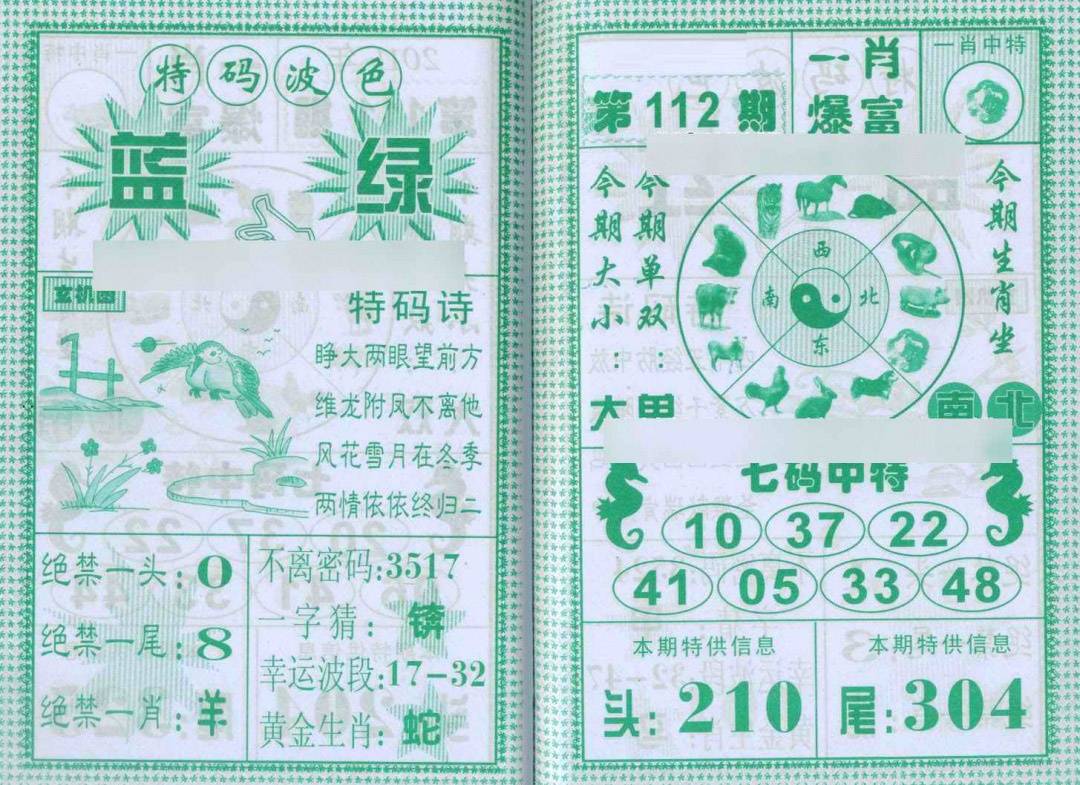 特码波色
蓝 绿
玄机图
特码诗
睁大两眼望前方
维龙附凤不离他
风花雪月在冬季
两情依依终归二
绝禁一头:0
绝禁一尾:8
绝禁一肖:羊
不离密码:3517
一字猜:
幸运波段:17-32
黄金生肖:蛇
第112期
一肖
爆富
一肖中特
今期大小:
大
今期单双:
今期生肖坐
南 北
西
南 北
东
七码中特
10 37 22
41 05 33 48
本期特供信息
头:210
本期特供信息
尾:304